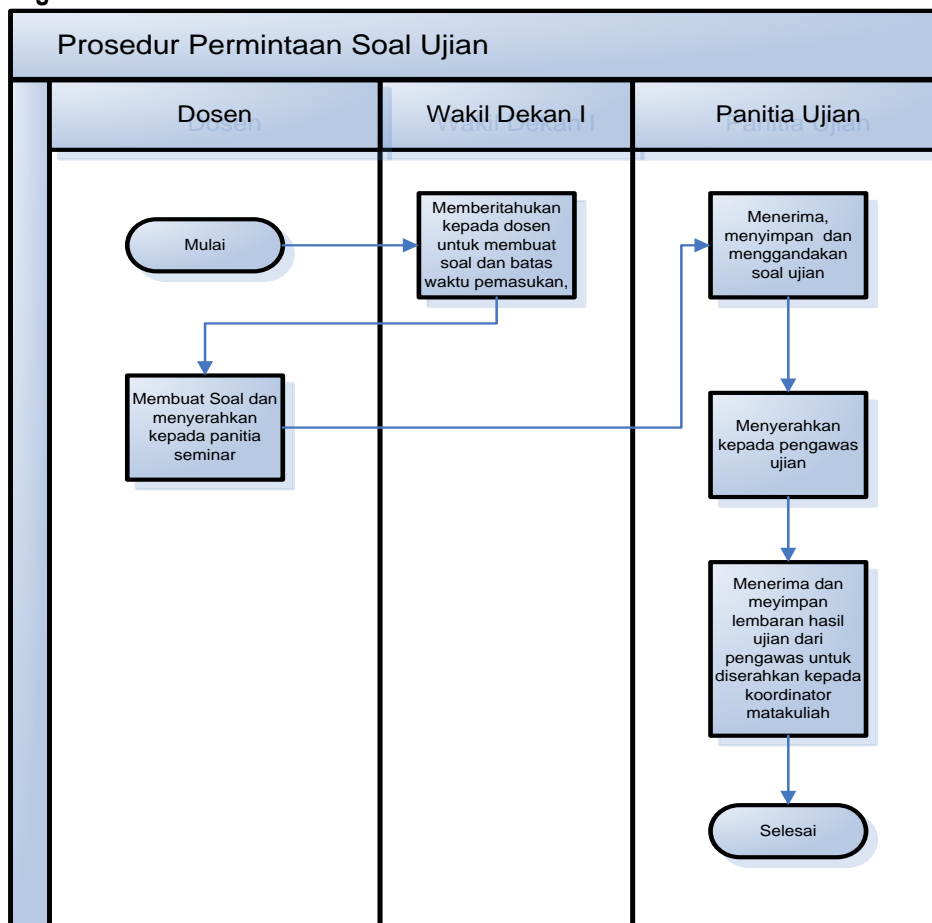 Prosedur Permintaan Soal Ujian
Dosen
Wakil Dekan I
Panitia Ujian
Mulai
Memberitahukan
kepada dosen
untuk membuat
soal dan batas
waktu pemasukan,
Menerima,
menyimpan dan
menggandakan
soal ujian
Membuat Soal dan
menyerahkan
kepada panitia
seminar
Menyerahkan
kepada pengawas
ujian
Menerima dan
meyimpan
lembaran hasil
ujian dari
pengawas untuk
diserahkan kepada
koordinator
matakuliah
Selesai